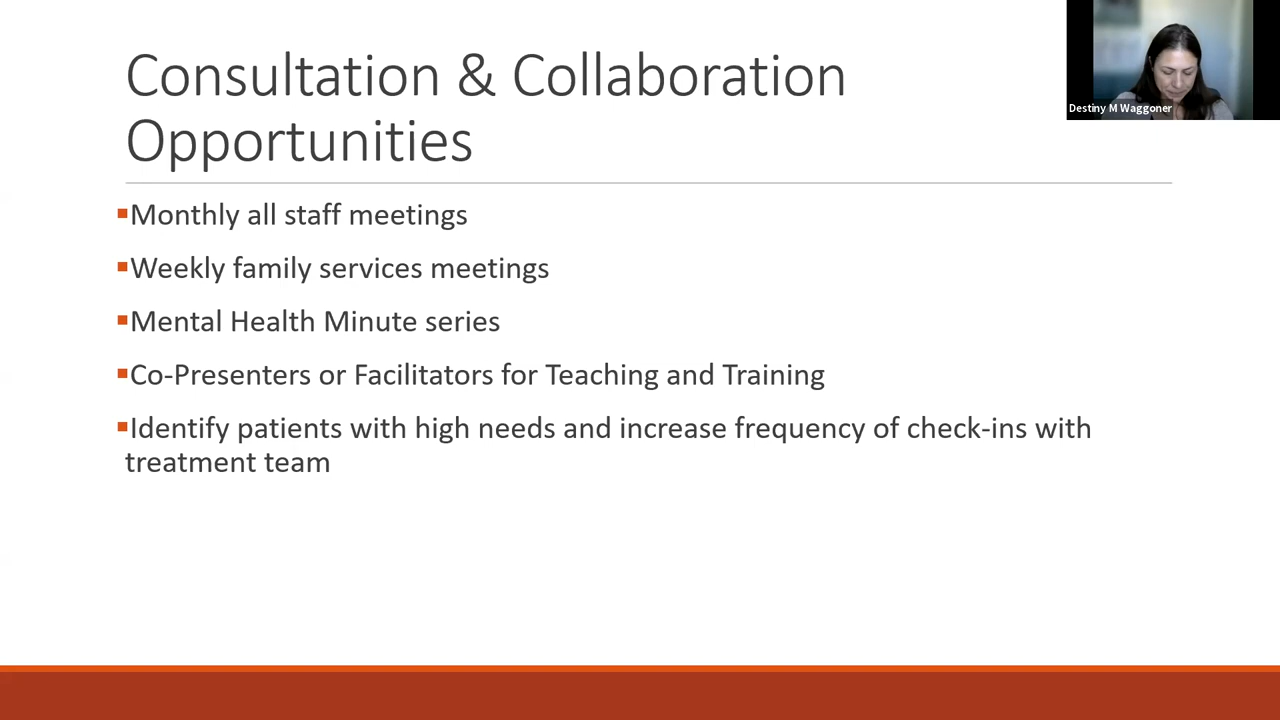 Consultation & Collaboration
Opportunities
Destiny M Waggoner
▪Monthly all staff meetings
▪Weekly family services meetings
▪Mental Health Minute series
▪Co-Presenters or Facilitators for Teaching and Training
▪Identify patients with high needs and increase frequency of check-ins with
treatment team